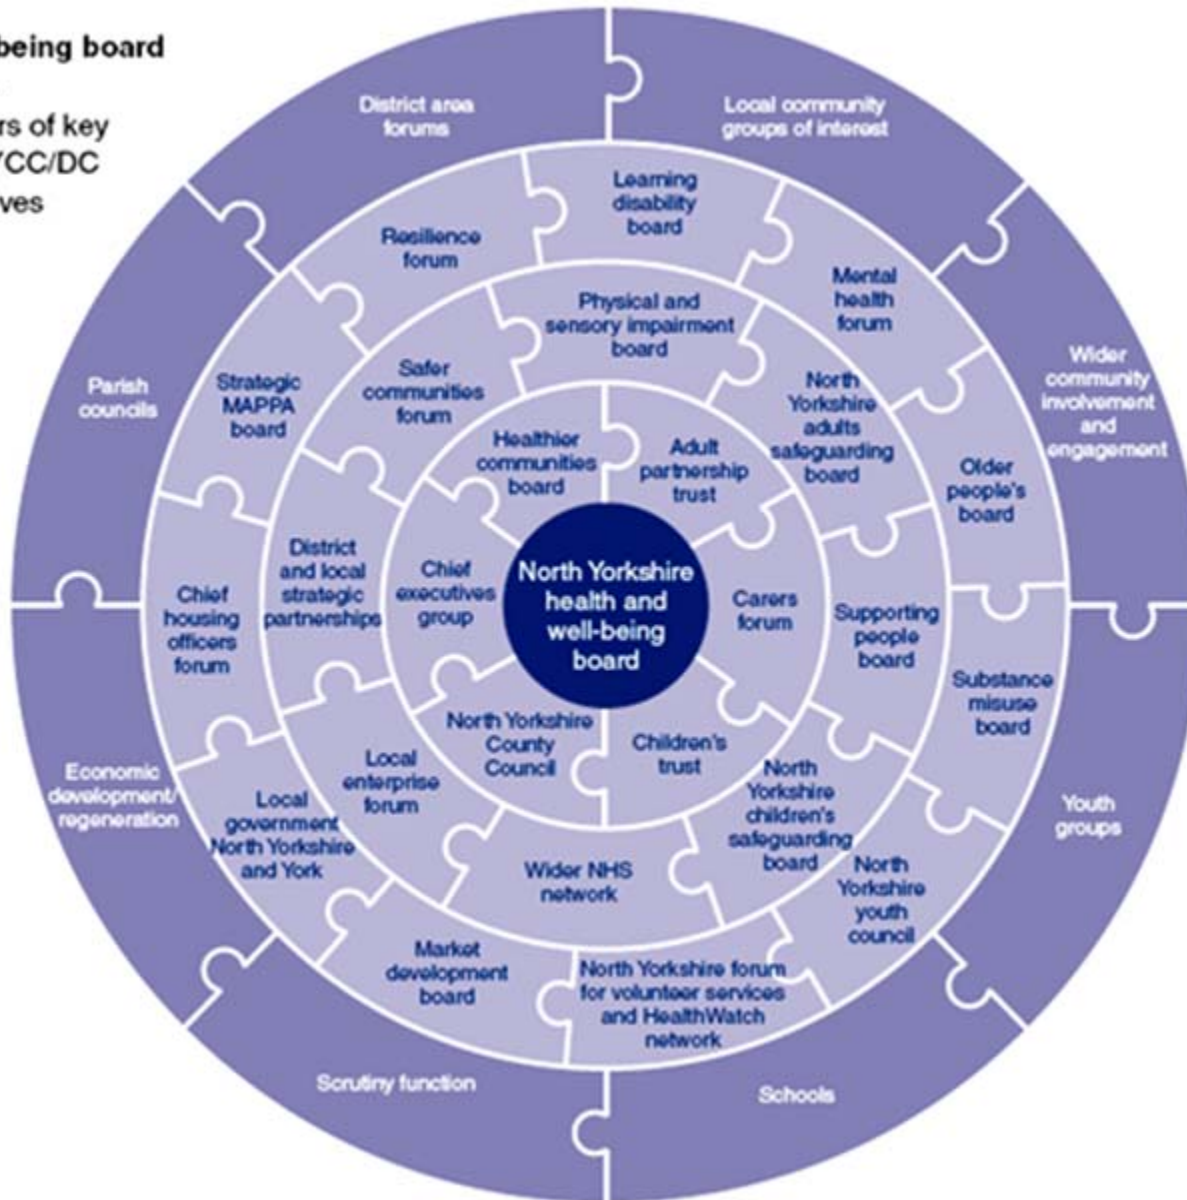 being board
rs of key
YCC/DC
ves
District area
forums
Local community
groups of interest
Learning
disability
board
Resilience
forum
Mental
health
forum
Physical and
sensory impairment
board
Wider
community
involvement
and
engagement
Safer
communities
forum
North
Yorkshire
adults
safeguarding
board
Parish
councils
Strategic
MAPPA
board
Healthier
communities
board
Adult
partnership
trust
Older
people's
board
District
and local
strategic
partnerships
Chief
executives
group
North Yorkshire
health and
well-being
board
Carers
forum
Chief
housing
officers
forum
Supporting
people
board
Substance
misuse
board
North Yorkshire
County
Council
Children's
trust
Local
enterprise
forum
North
Yorkshire
children's
safeguarding
board
Economic
development/
regeneration
Local
government
North Yorkshire
and York
Youth
groups
Wider NHS
network
North
Yorkshire
youth
council
Market
development
board
North Yorkshire forum
for volunteer services
and HealthWatch
network
Scrutiny function
Schools